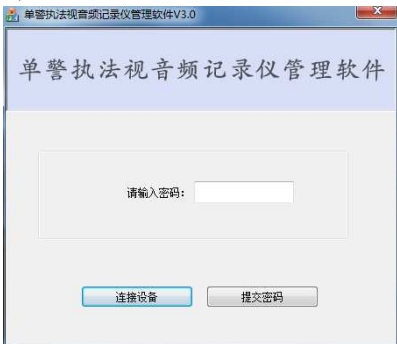 单警执法视音频记录仪管理软件V3.0
单警执法视音频记录仪管理软件
请输入密码：
连接设备
提交密码